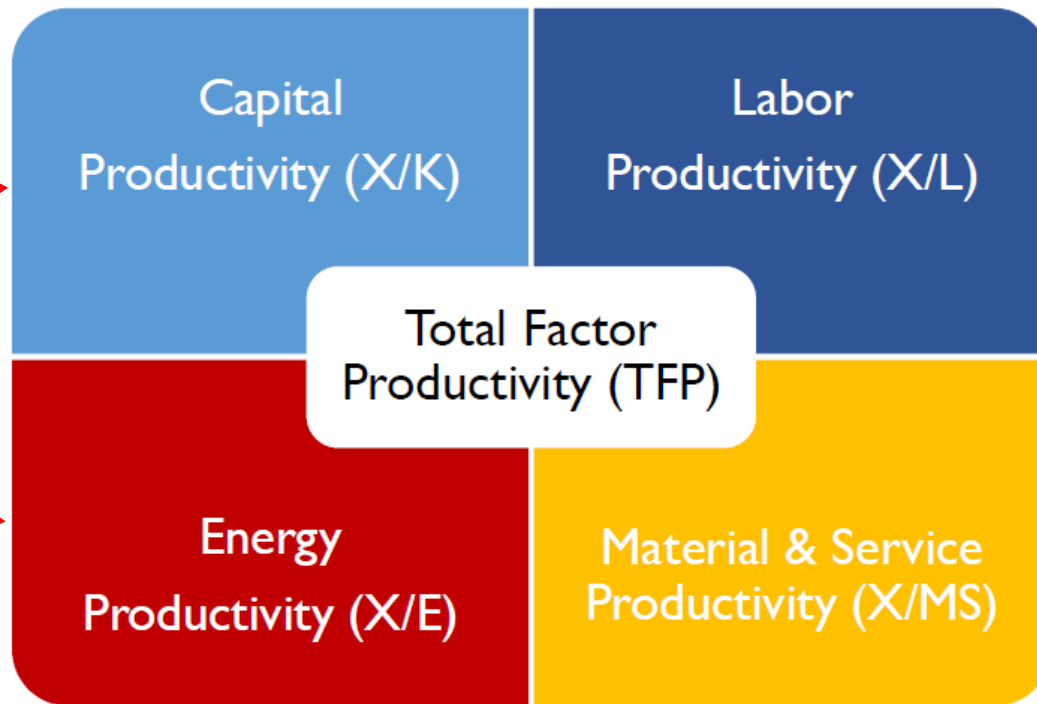 Capital
Productivity (X/K)
Labor
Productivity (X/L)
Total Factor
Productivity (TFP)
Energy
Productivity (X/E)
Material & Service
Productivity (X/MS)